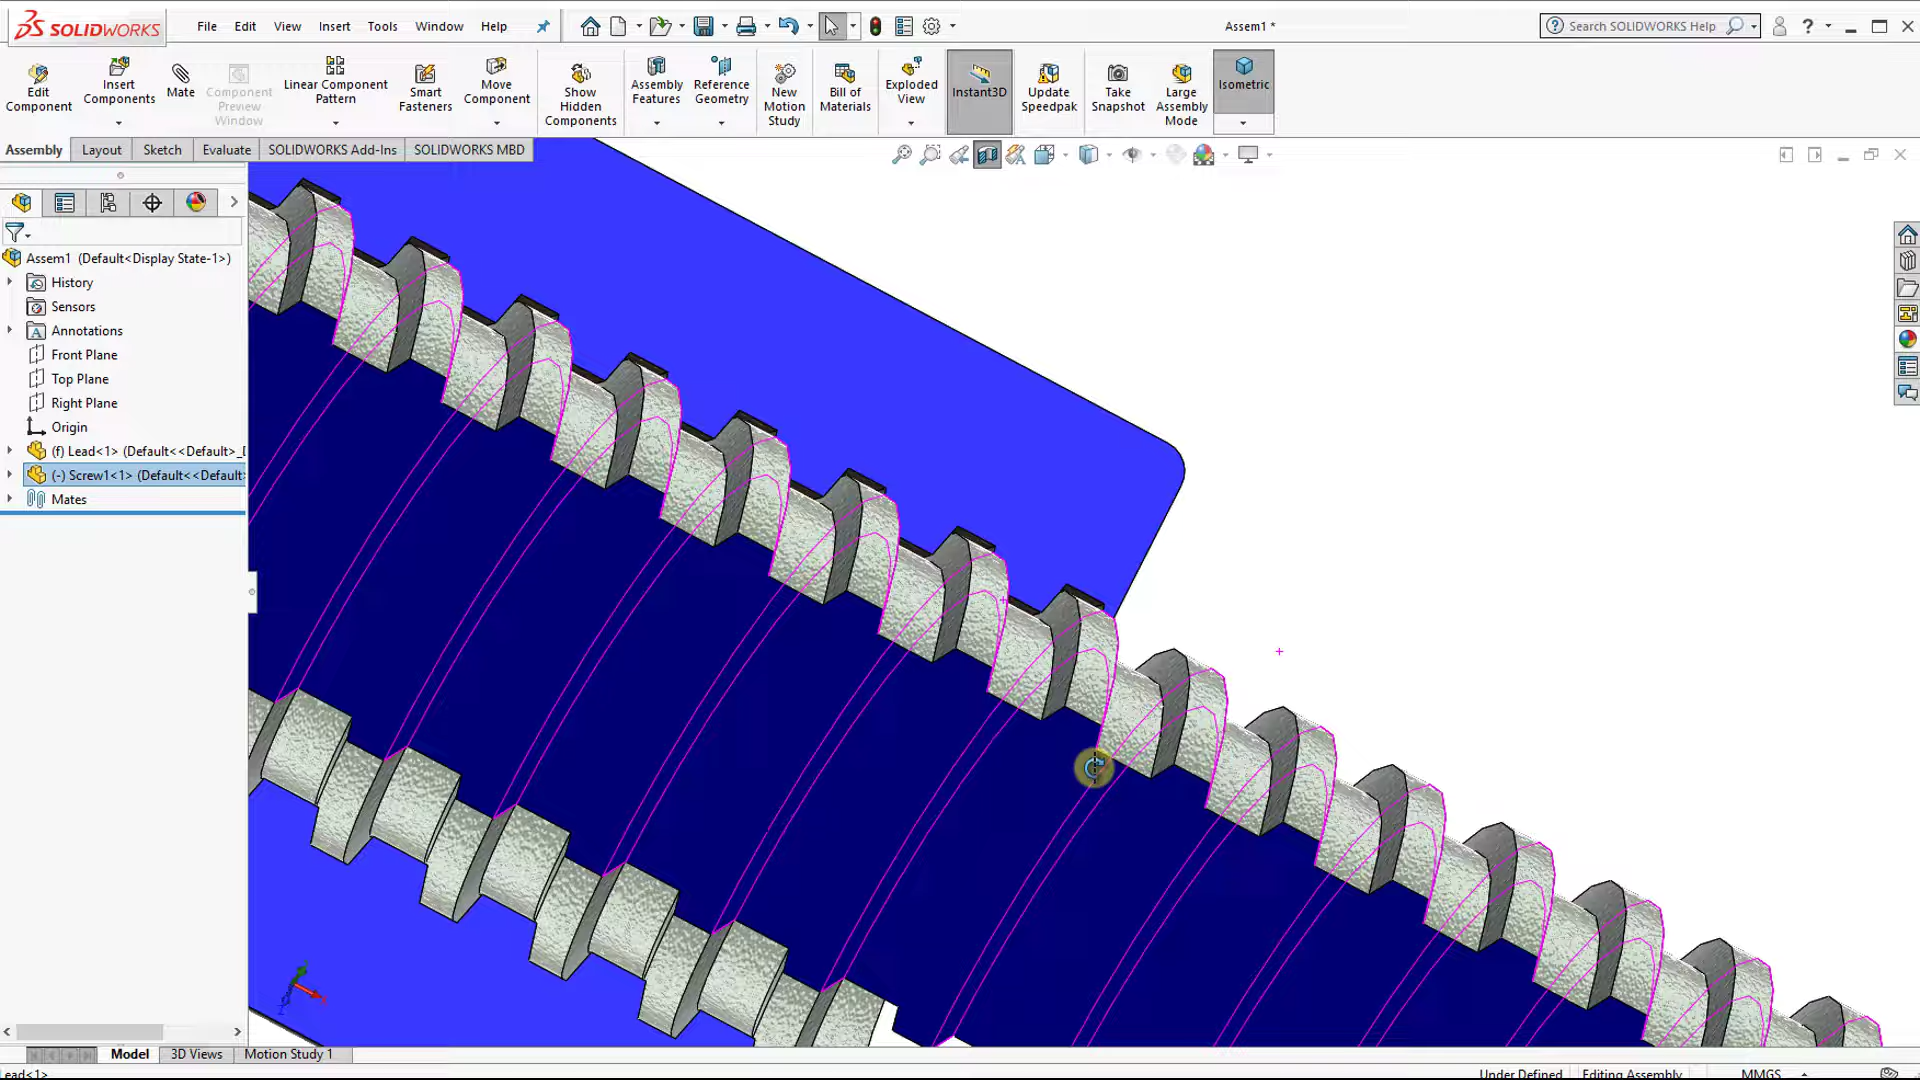 SOLIDWORKS
File Edit View Insert Tools Window Help
Assem1 *
Search SOLIDWORKS Help
Edit Component
Insert Components
Mate
Component Preview Window
Linear Component Pattern
Smart Fasteners
Move Component
Show Hidden Components
Assembly Features
Reference Geometry
New Motion Study
Bill of Materials
Exploded View
Instant3D
Update Speedpak
Take Snapshot
Large Assembly Mode
Isometric
Assembly Layout Sketch Evaluate SOLIDWORKS Add-Ins SOLIDWORKS MBD
Assem1 (Default<Display State-1>)
History
Sensors
Annotations
Front Plane
Top Plane
Right Plane
Origin
(f) Lead<1> (Default<<Default>_
(-) Screw1<1> (Default<<Default
Mates
Model 3D Views Motion Study 1
Lead<1>
Under Defined Editing Assembly MMGS